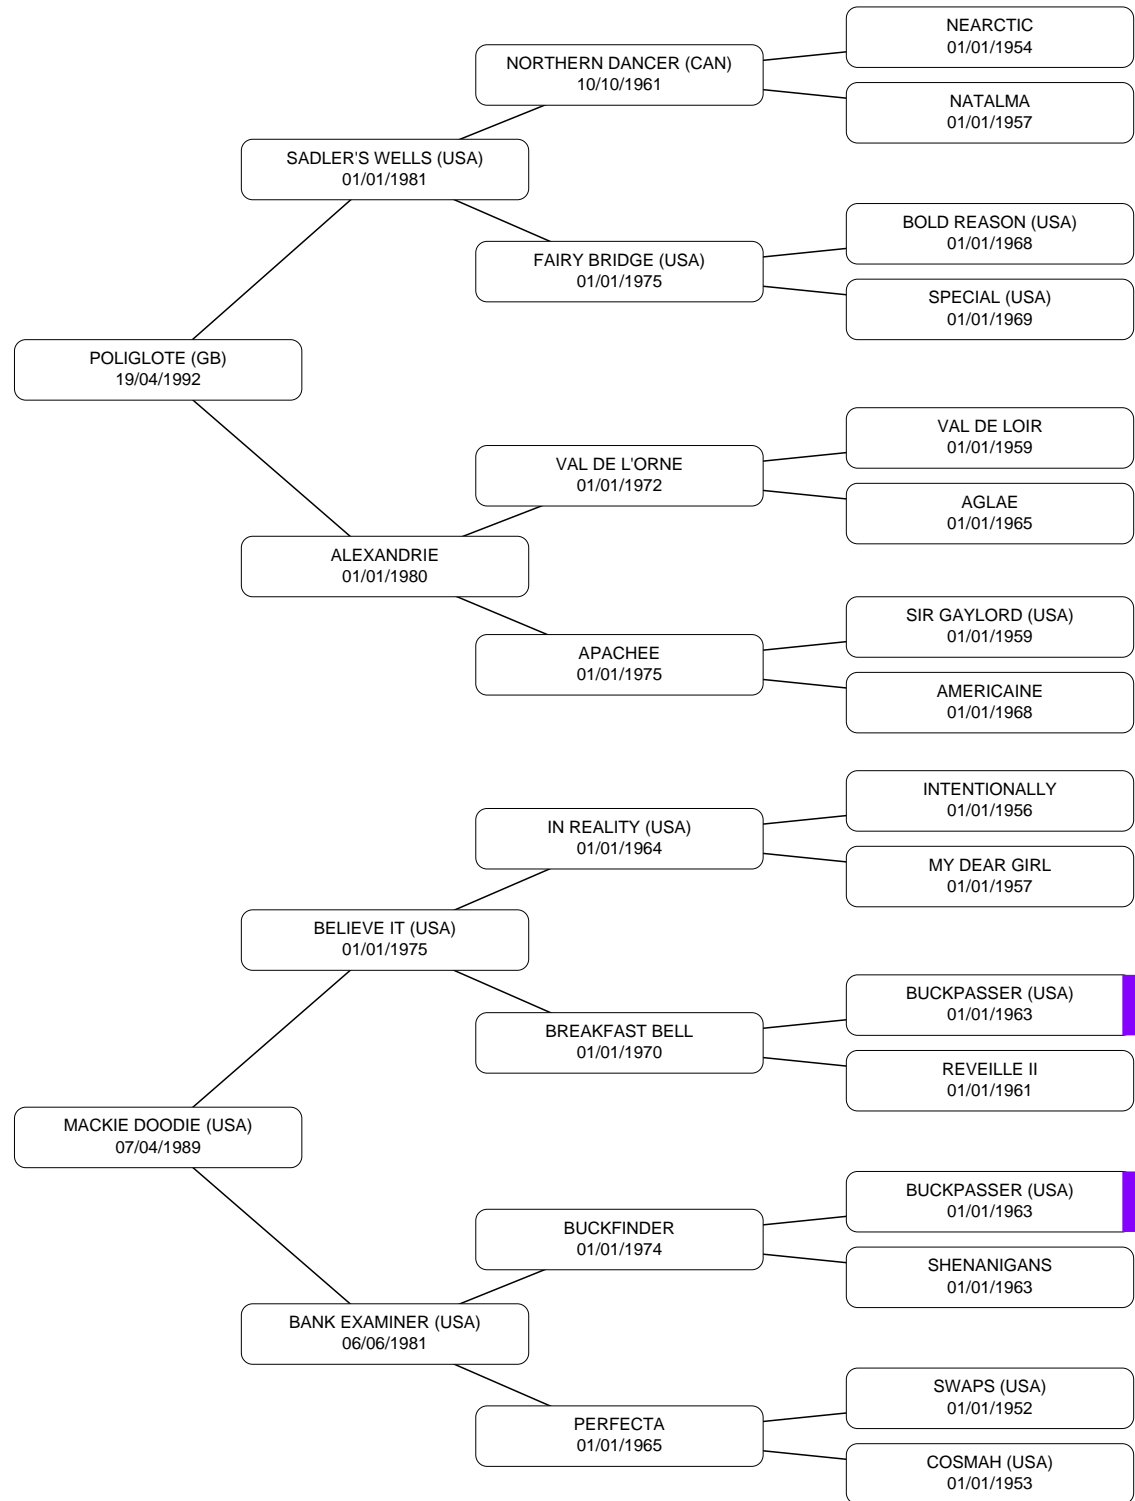 NEARCTIC
01/01/1954
NORTHERN DANCER (CAN)
10/10/1961
NATALMA
01/01/1957
SADLER'S WELLS (USA)
01/01/1981
BOLD REASON (USA)
01/01/1968
FAIRY BRIDGE (USA)
01/01/1975
SPECIAL (USA)
01/01/1969
POLIGLOTE (GB)
19/04/1992
VAL DE LOIR
01/01/1959
VAL DE L'ORNE
01/01/1972
AGLAE
01/01/1965
ALEXANDRIE
01/01/1980
SIR GAYLORD (USA)
01/01/1959
APACHEE
01/01/1975
AMERICAINE
01/01/1968
INTENTIONALLY
01/01/1956
IN REALITY (USA)
01/01/1964
MY DEAR GIRL
01/01/1957
BELIEVE IT (USA)
01/01/1975
BUCKPASSER (USA)
01/01/1963
BREAKFAST BELL
01/01/1970
REVEILLE II
01/01/1961
MACKIE DOODIE (USA)
07/04/1989
BUCKPASSER (USA)
01/01/1963
BUCKFINDER
01/01/1974
SHENANIGANS
01/01/1963
BANK EXAMINER (USA)
06/06/1981
SWAPS (USA)
01/01/1952
PERFECTA
01/01/1965
COSMAH (USA)
01/01/1953